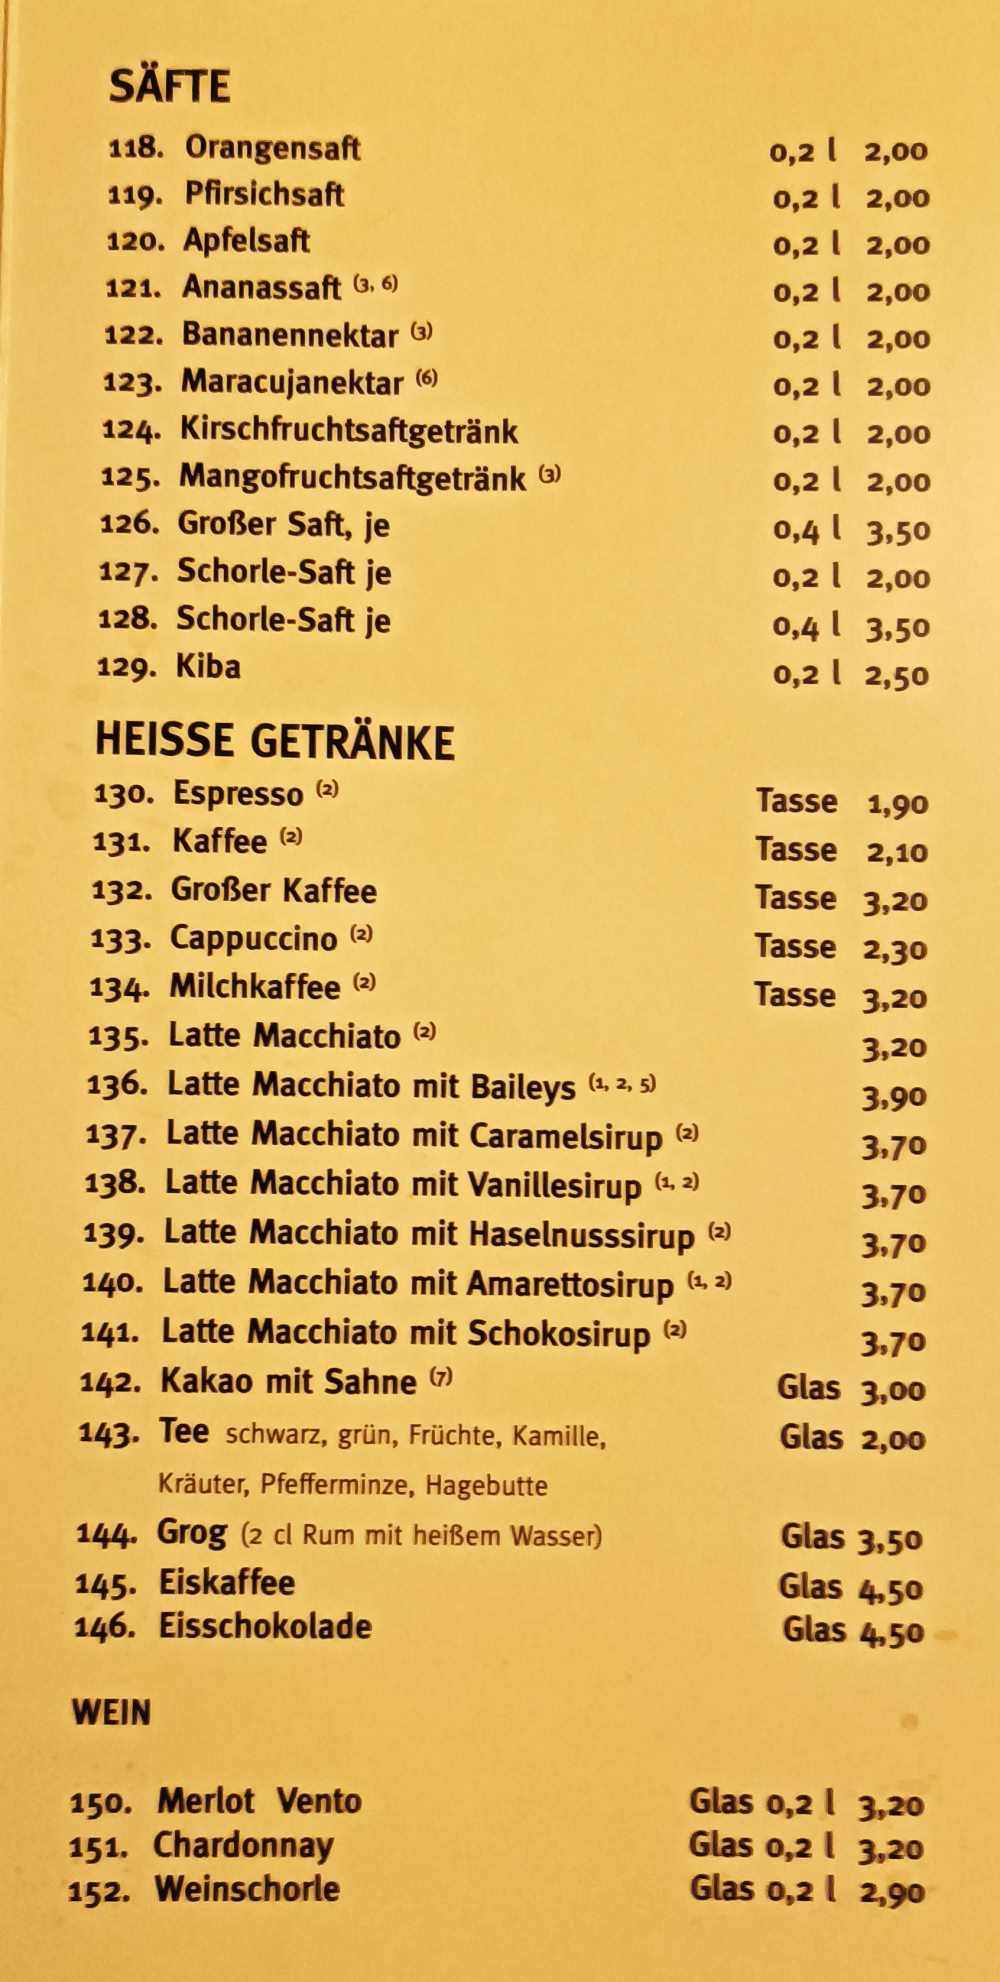 SÄFTE
118. Orangensaft 0,2 l 2,00
119. Pfirsichsaft 0,2 l 2,00
120. Apfelsaft 0,2 l 2,00
121. Ananassaft (3, 6) 0,2 l 2,00
122. Bananennektar (3) 0,2 l 2,00
123. Maracujanektar (6) 0,2 l 2,00
124. Kirschfruchtsaftgetränk 0,2 l 2,00
125. Mangofruchtsaftgetränk (3) 0,2 l 2,00
126. Großer Saft, je 0,4 l 3,50
127. Schorle-Saft je 0,2 l 2,00
128. Schorle-Saft je 0,4 l 3,50
129. Kiba 0,2 l 2,50
HEISSE GETRÄNKE
130. Espresso (2) Tasse 1,90
131. Kaffee (2) Tasse 2,10
132. Großer Kaffee Tasse 3,20
133. Cappuccino (2) Tasse 2,30
134. Milchkaffee (2) Tasse 3,20
135. Latte Macchiato (2) 3,20
136. Latte Macchiato mit Baileys (1, 2, 5) 3,90
137. Latte Macchiato mit Caramelsirup (2) 3,70
138. Latte Macchiato mit Vanillesirup (1, 2) 3,70
139. Latte Macchiato mit Haselnusssirup (2) 3,70
140. Latte Macchiato mit Amarettosirup (1, 2) 3,70
141. Latte Macchiato mit Schokosirup (2) 3,70
142. Kakao mit Sahne (7) Glas 3,00
143. Tee schwarz, grün, Früchte, Kamille, Glas 2,00
Kräuter, Pfefferminze, Hagebutte
144. Grog (2 cl Rum mit heißem Wasser) Glas 3,50
145. Eiskaffee Glas 4,50
146. Eisschokolade Glas 4,50
WEIN
150. Merlot Vento Glas 0,2 l 3,20
151. Chardonnay Glas 0,2 l 3,20
152. Weinschorle Glas 0,2 l 2,90